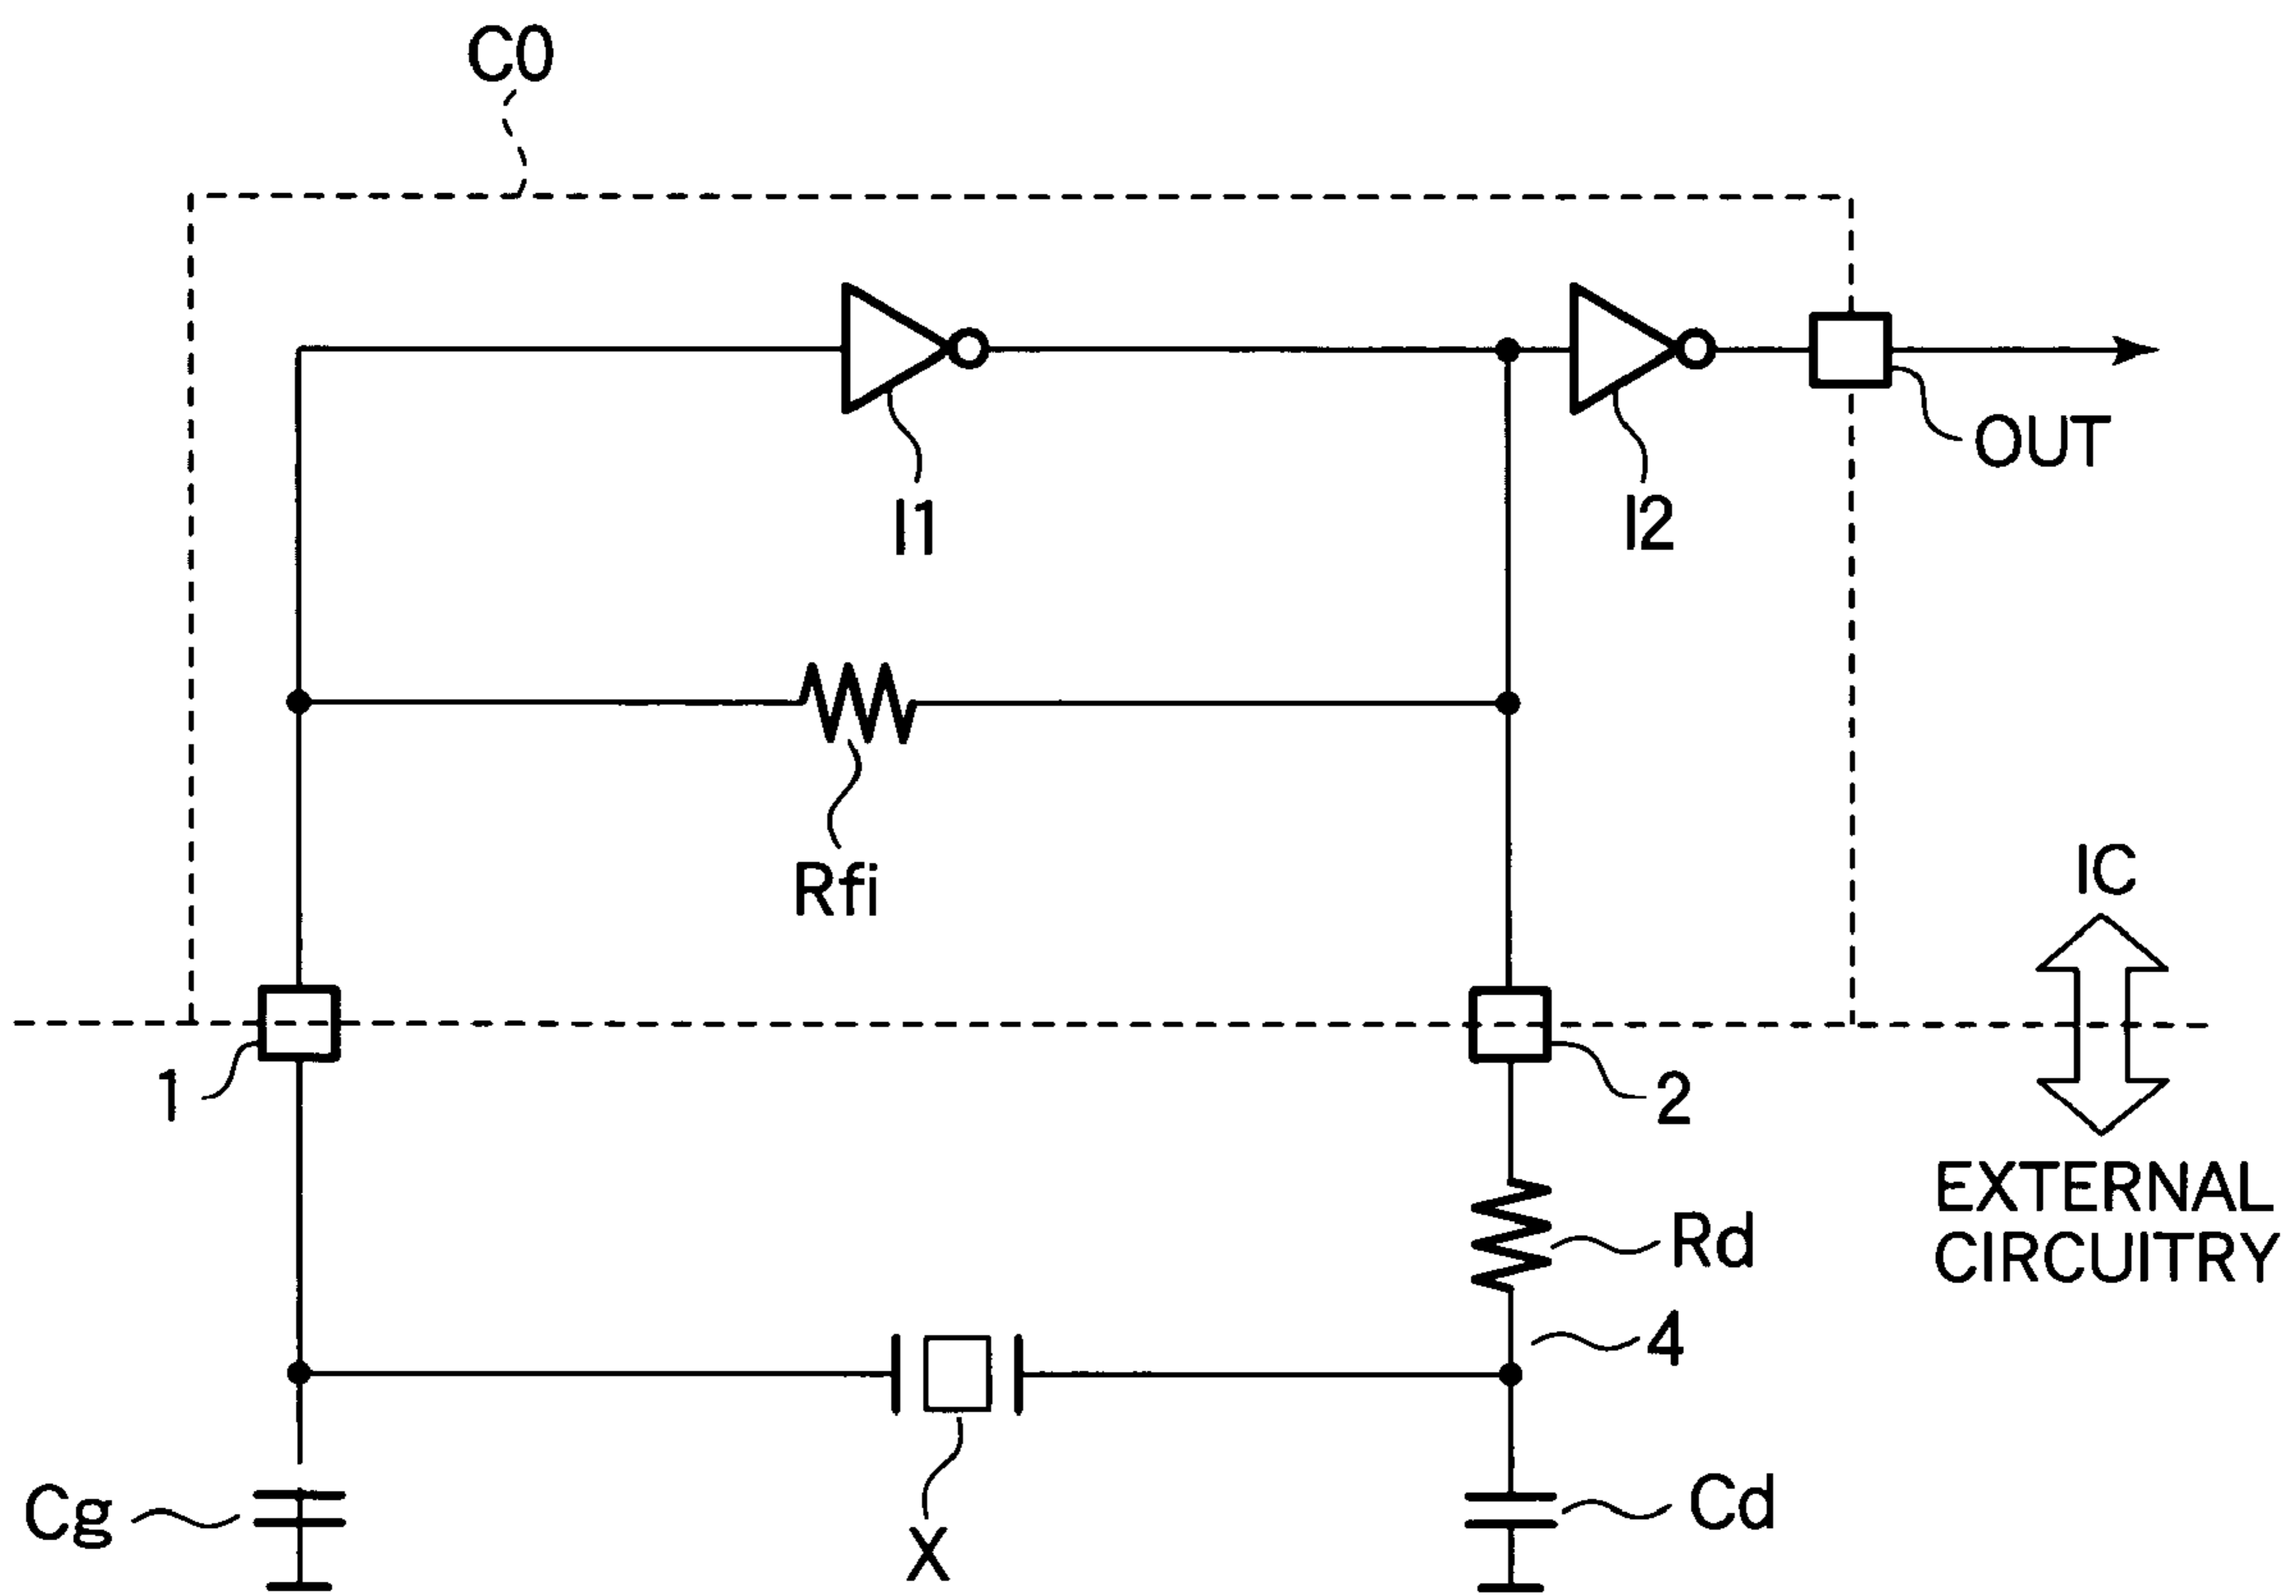 C0
OUT
I1
I2
Rfi
IC
1
2
EXTERNAL
CIRCUITRY
Rd
4
Cg
Cd
X